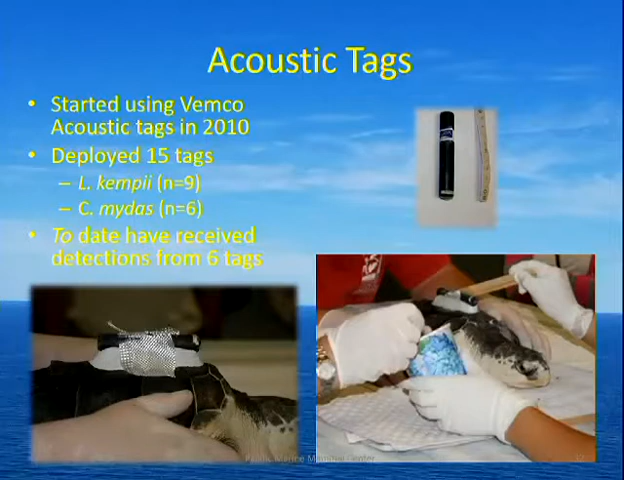 Acoustic Tags
• Started using Vemco
Acoustic tags in 2010
• Deployed 15 tags
– L. kempii (n=9)
– C. mydas (n=6)
• To date have received
detections from 6 tags